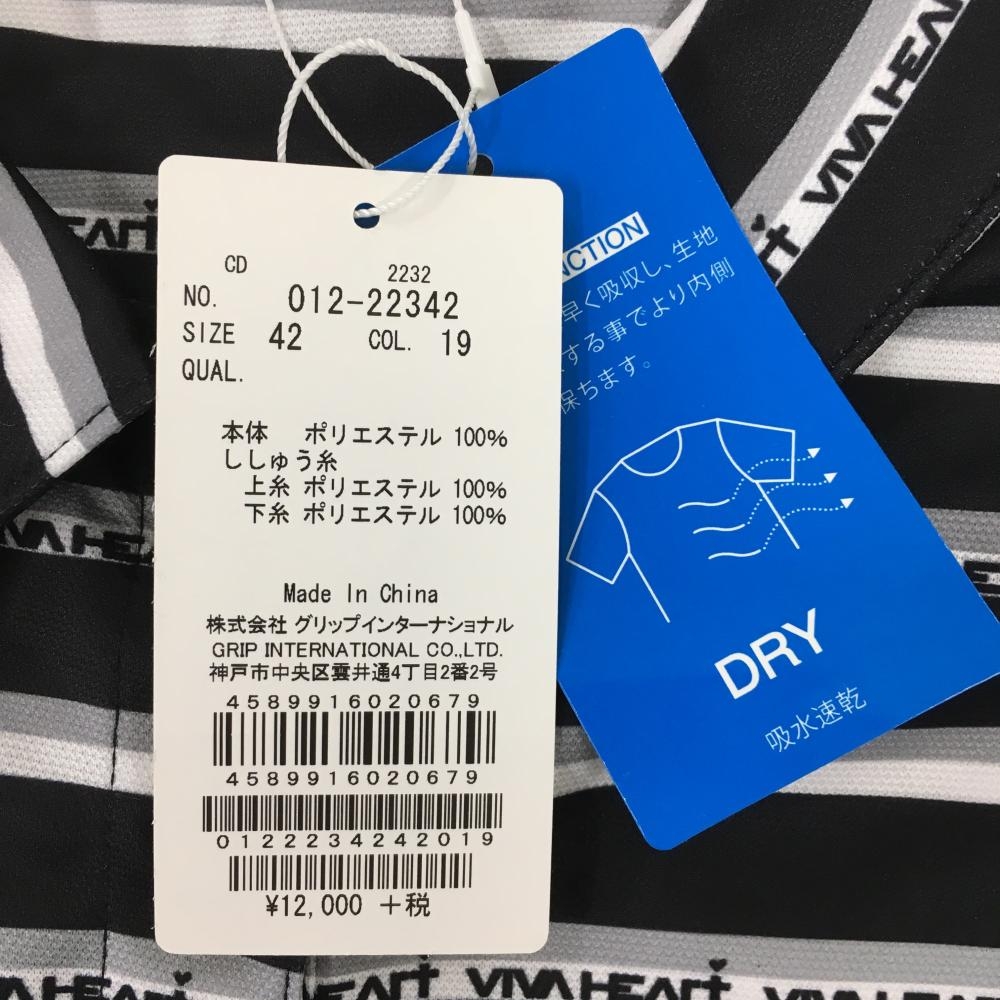 CD 2232
NO. 012-22342
SIZE 42 COL. 19
QUAL.
本体 ポリエステル 100%
ししゅう糸
上糸 ポリエステル 100%
下糸 ポリエステル 100%
Made In China
株式会社 グリップインターナショナル
GRIP INTERNATIONAL CO.,LTD.
神戸市中央区雲井通4丁目2番2号
4589916020679
4589916020679
0122234242019
¥12,000 +税
早く吸収し、生地
する事でより内側
保ちます。
DRY
吸水速乾
VIVA HEART
VIVA HEART
VIVA HEART